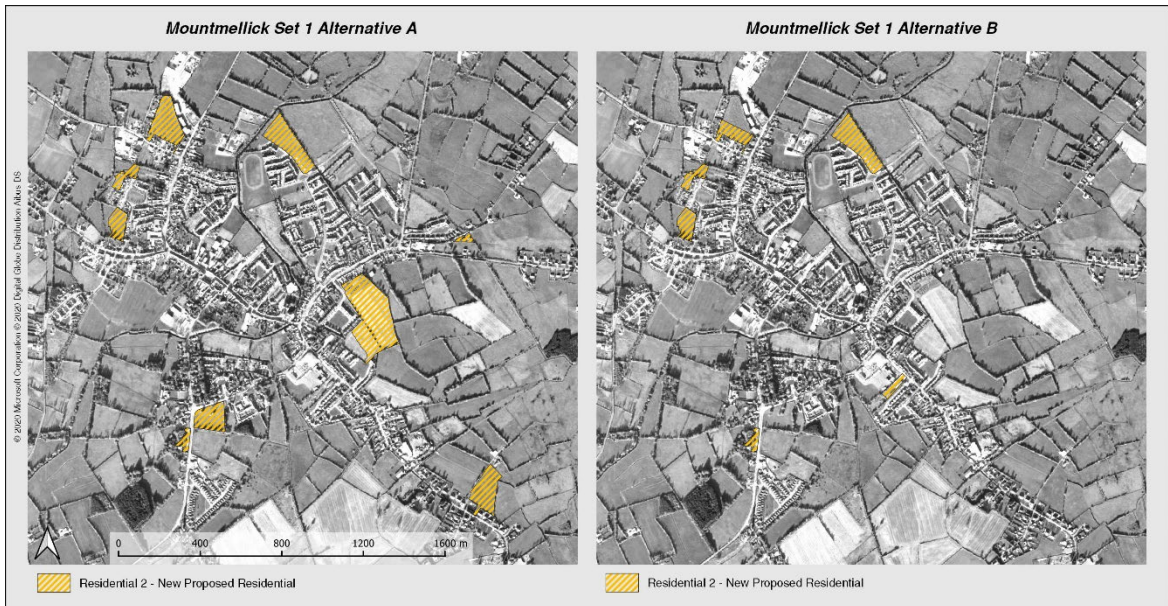 Mountmellick Set 1 Alternative A
Mountmellick Set 1 Alternative B
© 2020 Microsoft Corporation © 2020 Digital Globe Distribution Aibus DS
0 400 800 1200 1600 m
Residential 2 - New Proposed Residential
Residential 2 - New Proposed Residential